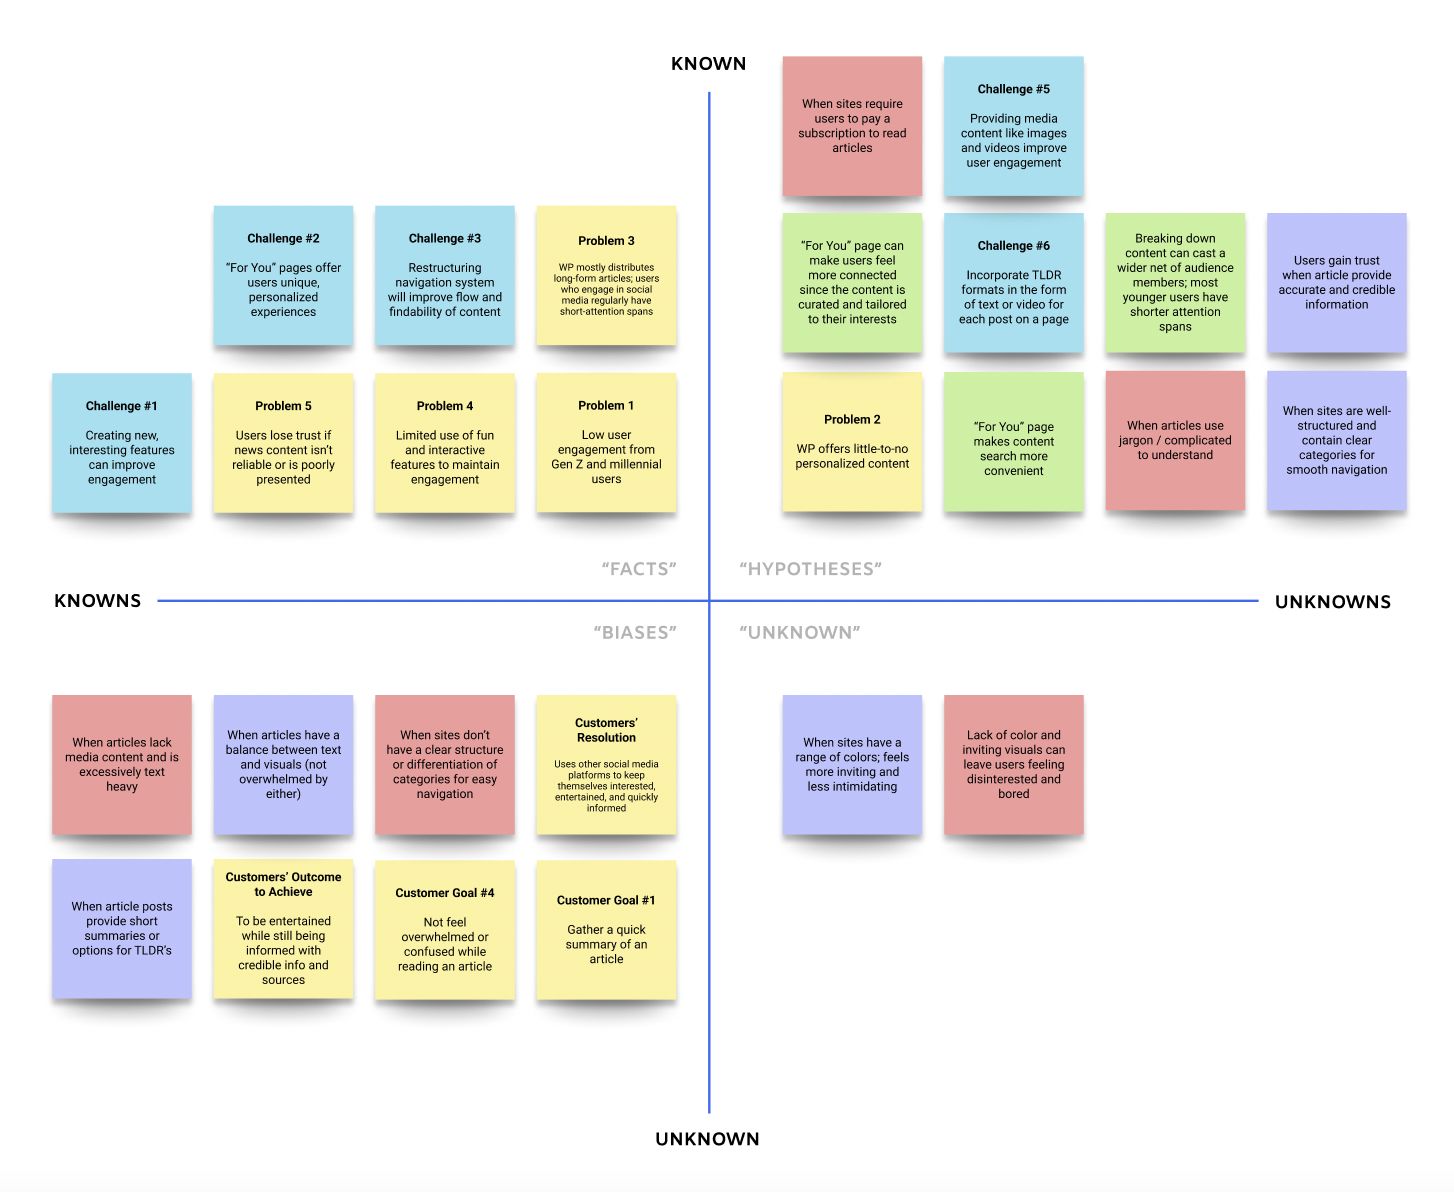 KNOWN
When sites require
users to pay a
subscription to read
articles
Challenge #5
Providing media
content like images
and videos improve
user engagement
Challenge #2
“For You” pages offer
users unique,
personalized
experiences
Challenge #3
Restructuring
navigation system
will improve flow and
findability of content
Problem 3
WP mostly distributes
long-form articles; users
who engage in social
media regularly have
short-attention spans
“For You” page can
make users feel
more connected
since the content is
curated and tailored
to their interests
Challenge #6
Incorporate TLDR
formats in the form
of text or video for
each post on a page
Breaking down
content can cast a
wider net of audience
members; most
younger users have
shorter attention
spans
Users gain trust
when article provide
accurate and credible
information
Challenge #1
Creating new,
interesting features
can improve
engagement
Problem 5
Users lose trust if
news content isn’t
reliable or is poorly
presented
Problem 4
Limited use of fun
and interactive
features to maintain
engagement
Problem 1
Low user
engagement from
Gen Z and millennial
users
Problem 2
WP offers little-to-no
personalized content
“For You” page
makes content
search more
convenient
When articles use
jargon / complicated
to understand
When sites are well-
structured and
contain clear
categories for
smooth navigation
“FACTS”
“HYPOTHESES”
KNOWNS
UNKNOWNS
“BIASES”
“UNKNOWN”
When articles lack
media content and is
excessively text
heavy
When articles have a
balance between text
and visuals (not
overwhelmed by
either)
When sites don’t
have a clear structure
or differentiation of
categories for easy
navigation
Customers’
Resolution
Uses other social media
platforms to keep
themselves interested,
entertained, and quickly
informed
When sites have a
range of colors; feels
more inviting and
less intimidating
Lack of color and
inviting visuals can
leave users feeling
disinterested and
bored
When article posts
provide short
summaries or
options for TLDR’s
Customers’ Outcome
to Achieve
To be entertained
while still being
informed with
credible info and
sources
Customer Goal #4
Not feel
overwhelmed or
confused while
reading an article
Customer Goal #1
Gather a quick
summary of an
article
UNKNOWN